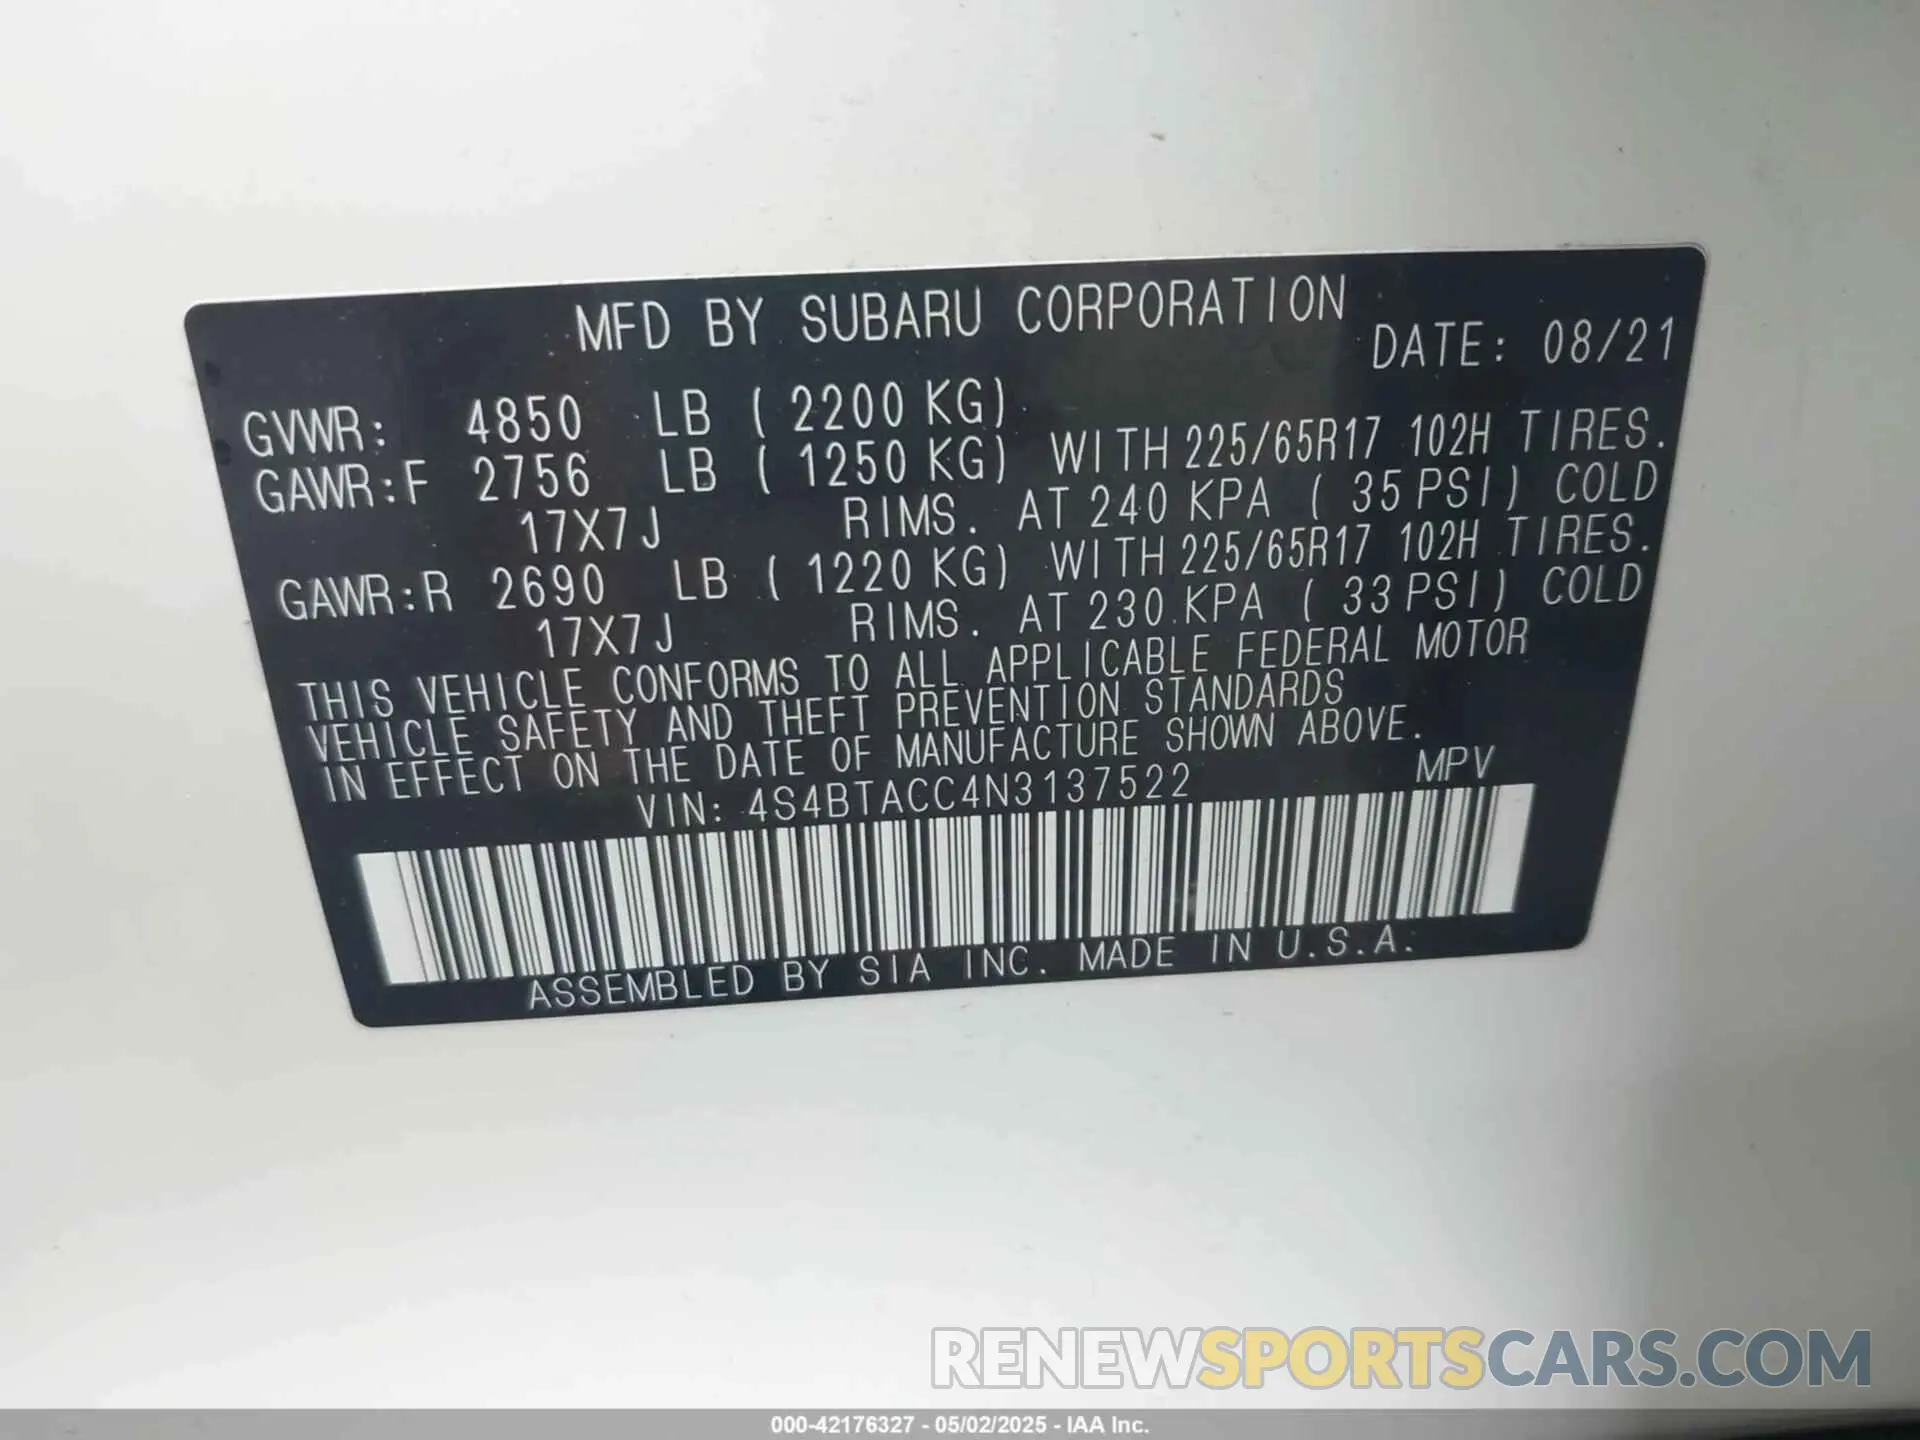 MFD BY SUBARU CORPORATION
DATE: 08/21
GVWR: 4850 LB ( 2200 KG)
GAWR:F 2756 LB ( 1250 KG) WITH 225/65R17 102H TIRES.
17X7J RIMS. AT 240 KPA ( 35 PSI) COLD
GAWR:R 2690 LB ( 1220 KG) WITH 225/65R17 102H TIRES.
17X7J RIMS. AT 230 KPA ( 33 PSI) COLD
THIS VEHICLE CONFORMS TO ALL APPLICABLE FEDERAL MOTOR
VEHICLE SAFETY AND THEFT PREVENTION STANDARDS
IN EFFECT ON THE DATE OF MANUFACTURE SHOWN ABOVE.
VIN: 4S4BTACC4N3137522 MPV
ASSEMBLED BY SIA INC. MADE IN U.S.A.
RENEWSPORTSCARS.COM
000-42176327 - 05/02/2025 - IAA Inc.